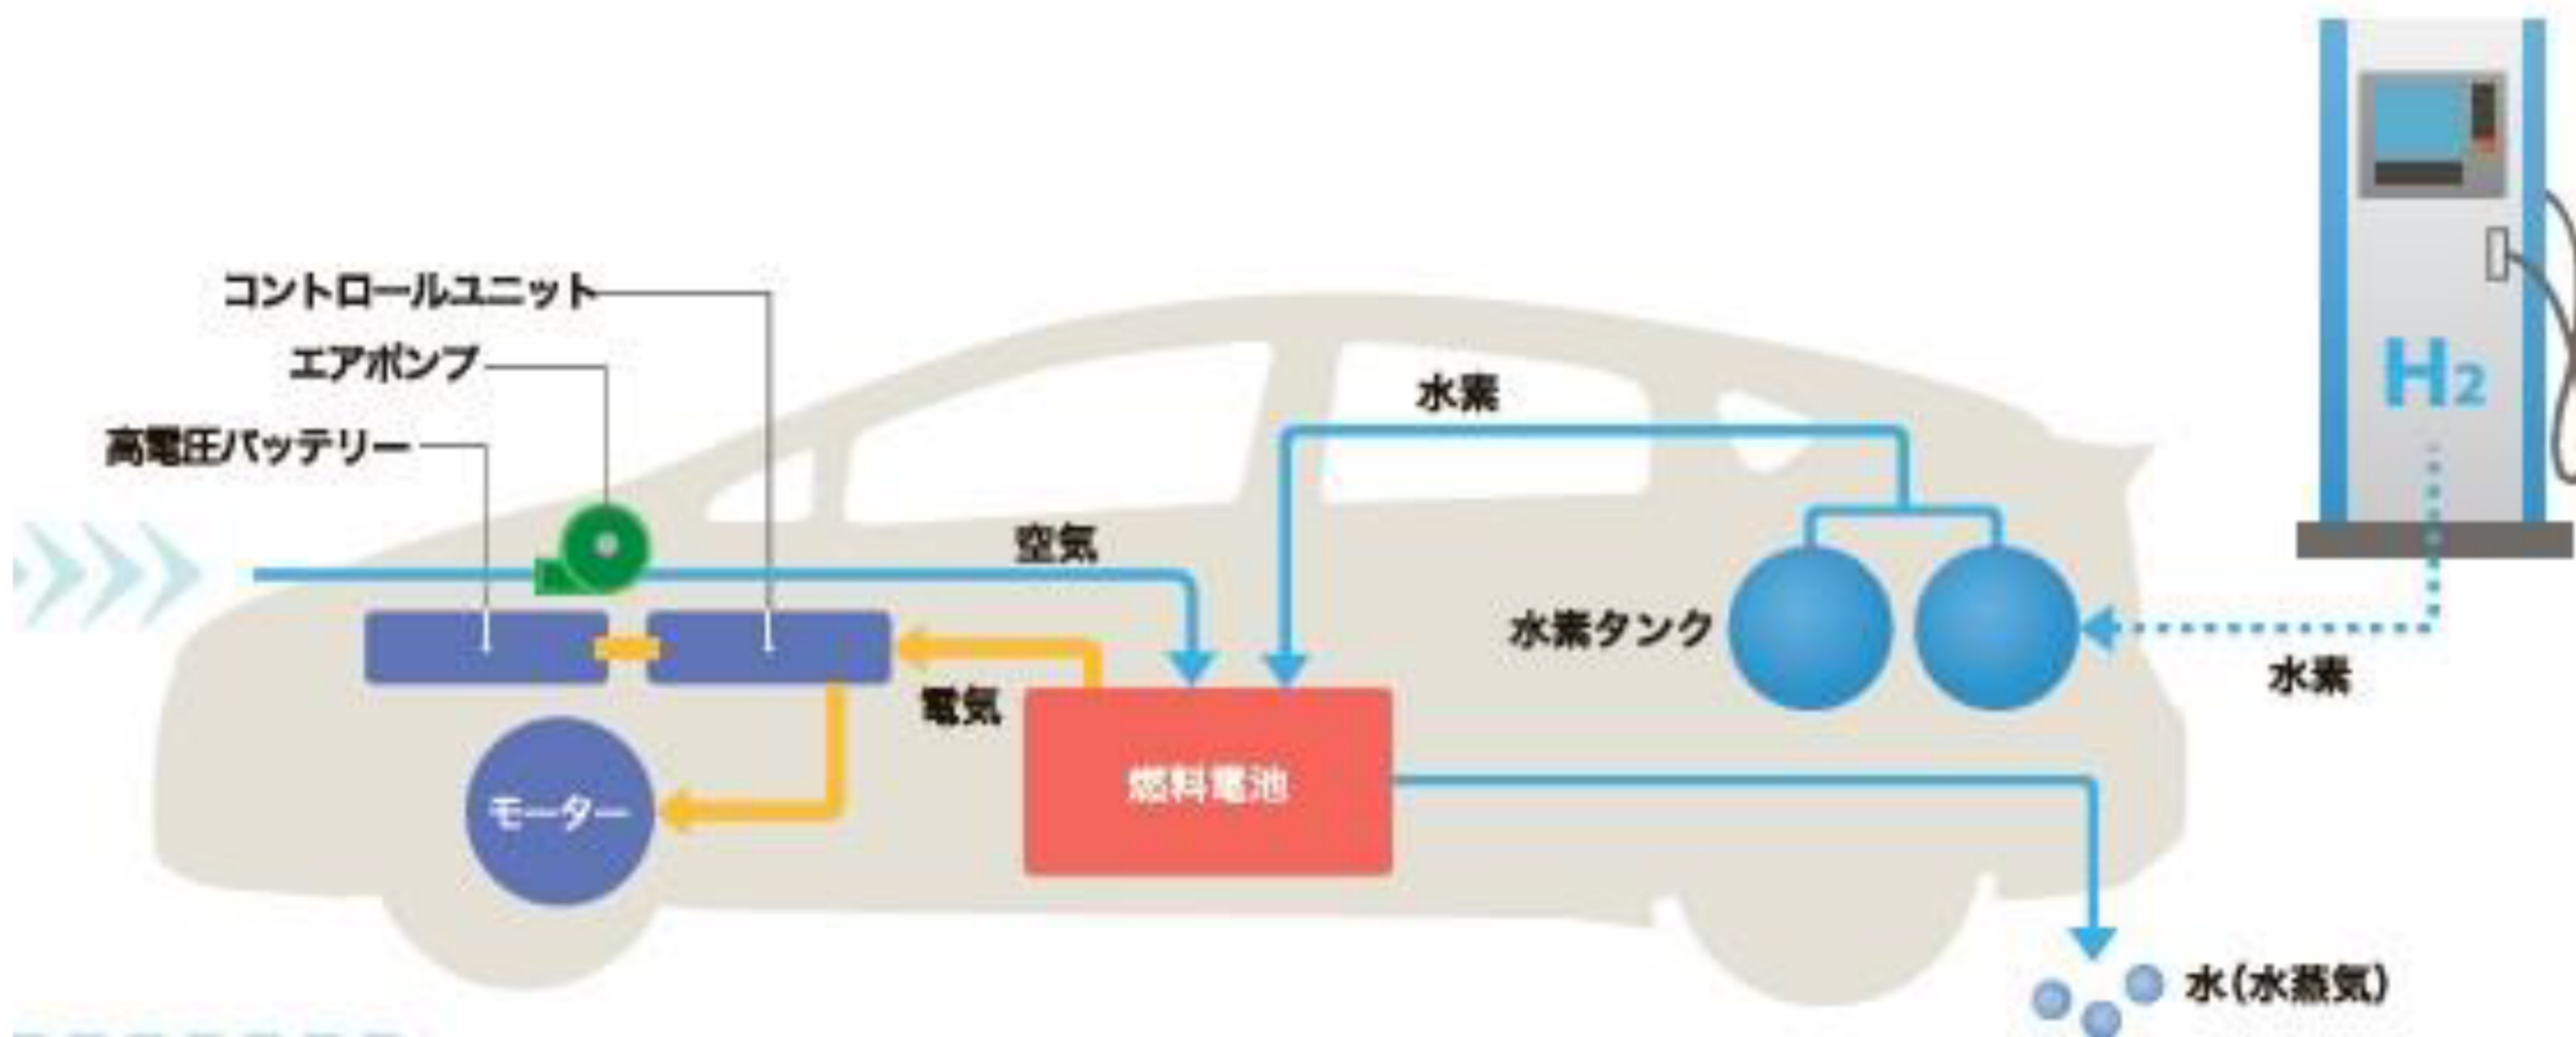 コントロールユニット
エアポンプ
高電圧バッテリー
水素
H2
空気
水素タンク
水素
電気
燃料電池
モーター
水(水蒸気)